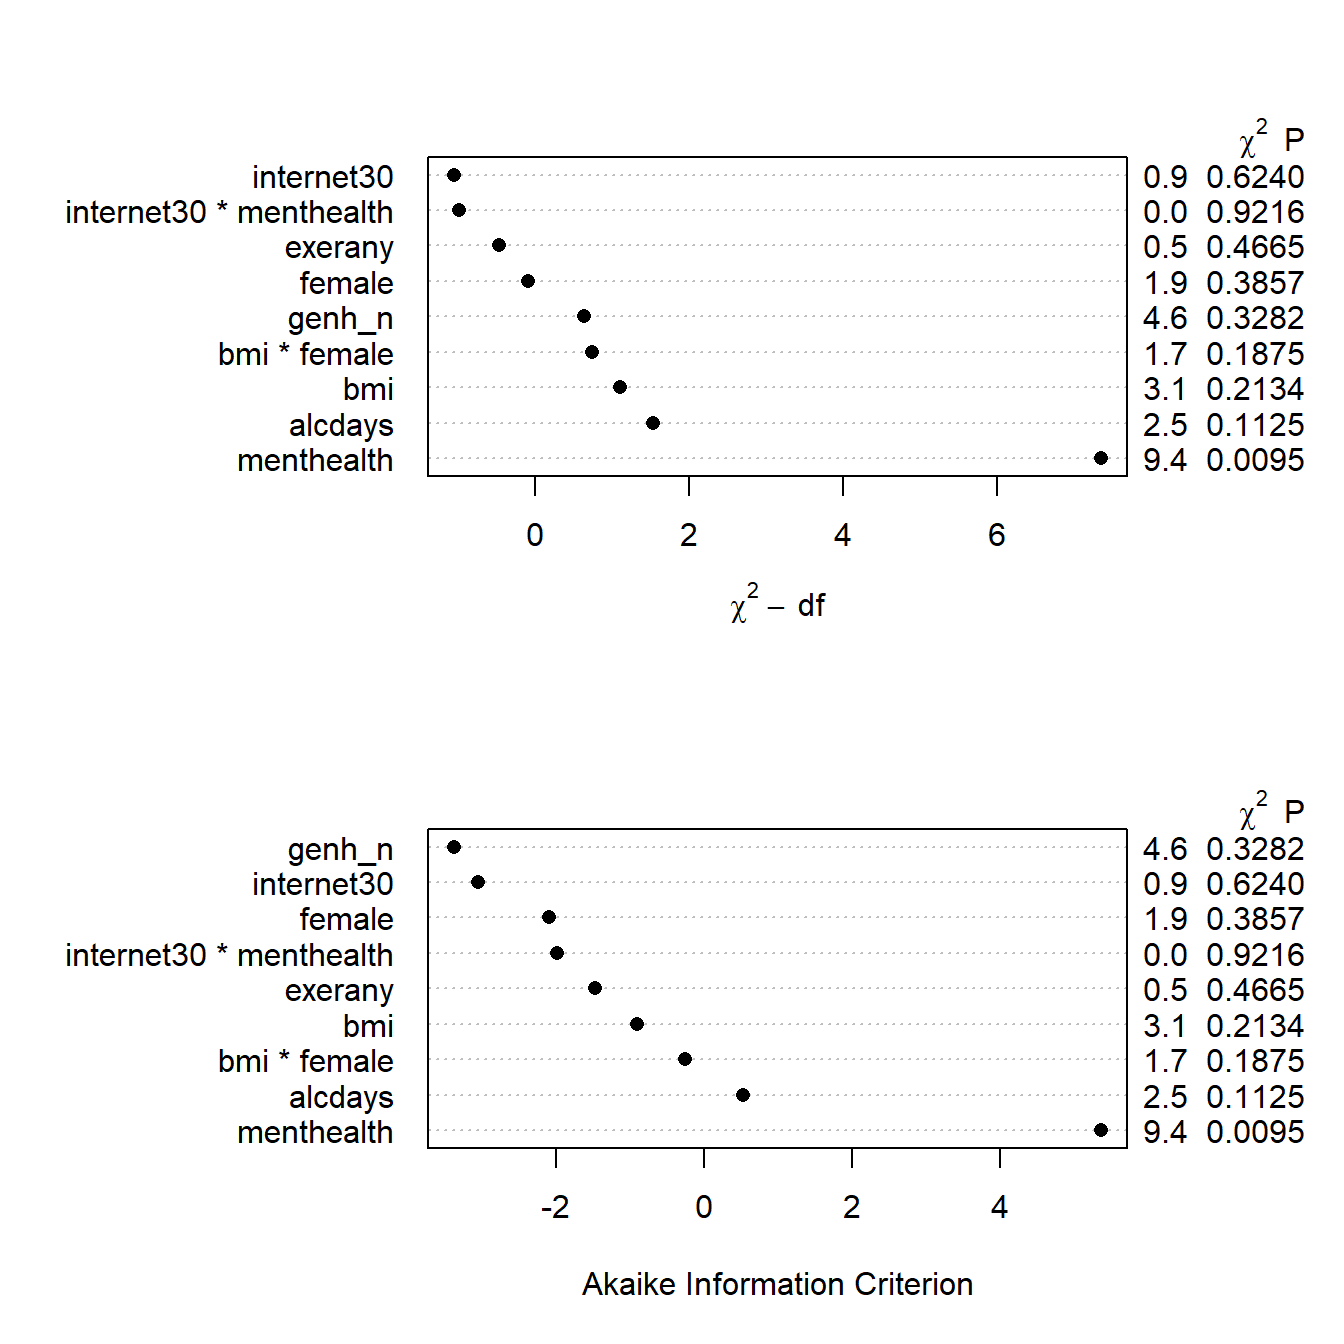 χ² P
internet30 0.9 0.6240
internet30 * menthealth 0.0 0.9216
exerany 0.5 0.4665
female 1.9 0.3857
genh_n 4.6 0.3282
bmi * female 1.7 0.1875
bmi 3.1 0.2134
alcdays 2.5 0.1125
menthealth 9.4 0.0095
0 2 4 6
χ² − df
χ² P
genh_n 4.6 0.3282
internet30 0.9 0.6240
female 1.9 0.3857
internet30 * menthealth 0.0 0.9216
exerany 0.5 0.4665
bmi 3.1 0.2134
bmi * female 1.7 0.1875
alcdays 2.5 0.1125
menthealth 9.4 0.0095
-2 0 2 4
Akaike Information Criterion